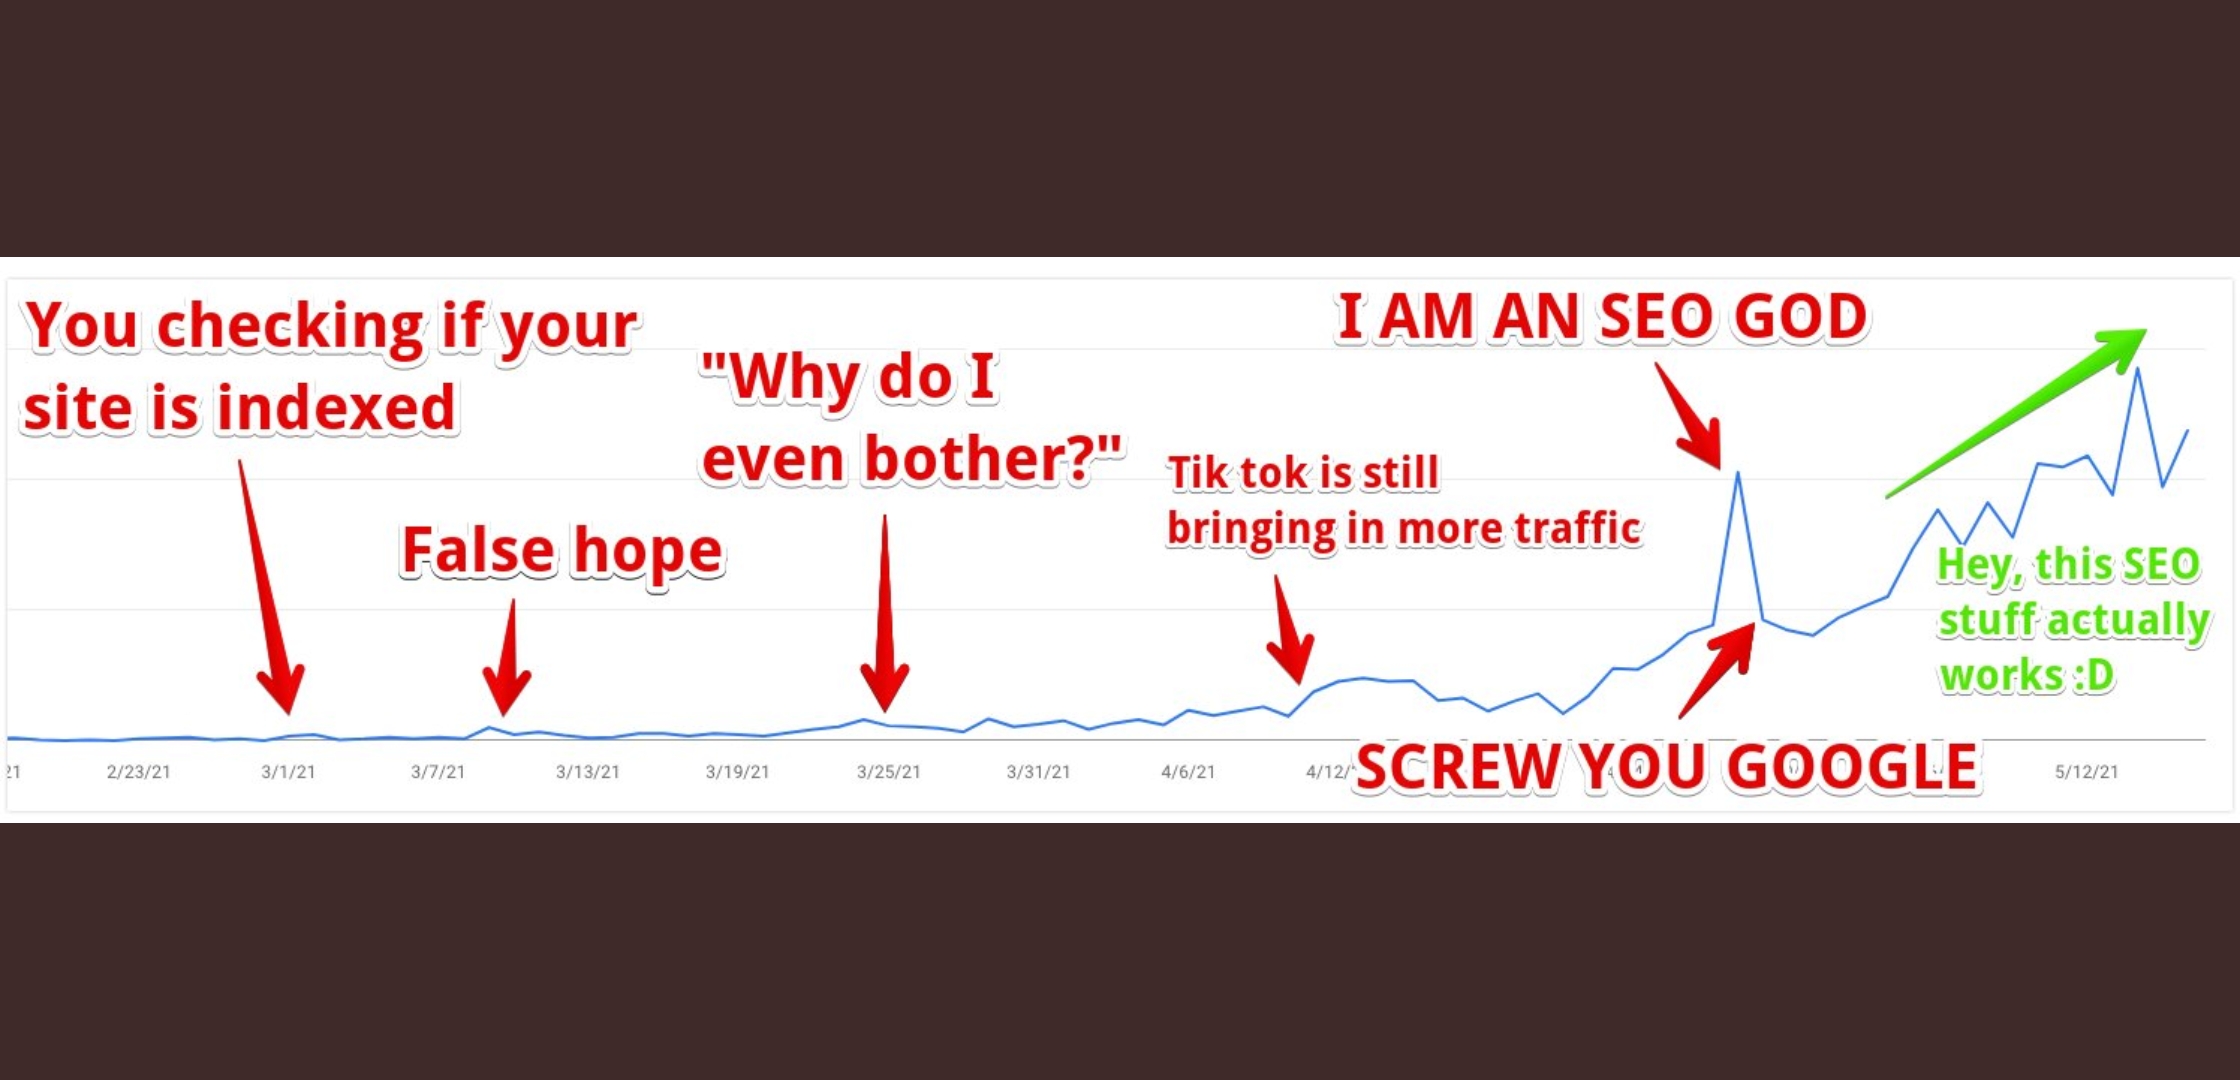 You checking if your
site is indexed
False hope
"Why do I
even bother?"
Tik tok is still
bringing in more traffic
I AM AN SEO GOD
SCREW YOU GOOGLE
Hey, this SEO
stuff actually
works :D
21
2/23/21
3/1/21
3/7/21
3/13/21
3/19/21
3/25/21
3/31/21
4/6/21
4/12/
5/12/21